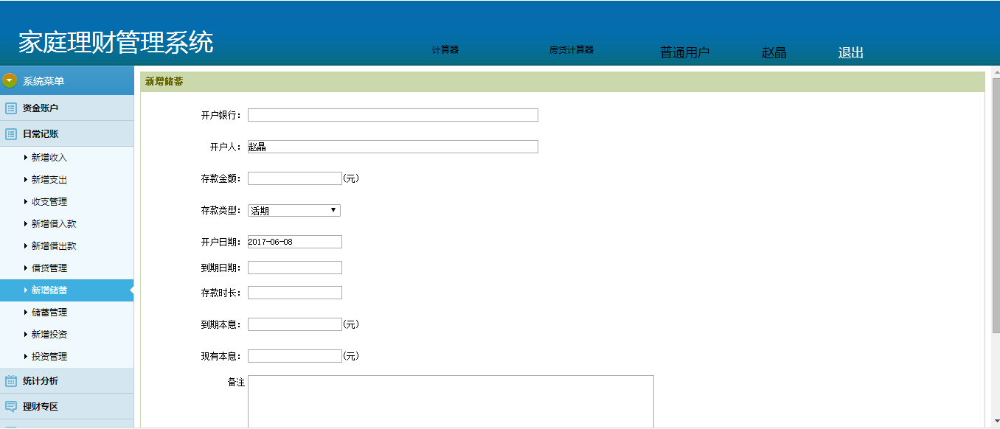 家庭理财管理系统
计算器
房贷计算器
普通用户
赵晶
退出
系统菜单
资金账户
日常记账
新增收入
新增支出
收支管理
新增借入款
新增借出款
借贷管理
新增储蓄
储蓄管理
新增投资
投资管理
统计分析
理财专区
新增储蓄
开户银行：
开户人： 赵晶
存款金额： (元)
存款类型： 活期
开户日期： 2017-06-08
到期日期：
存款时长：
到期本息： (元)
现有本息： (元)
备注